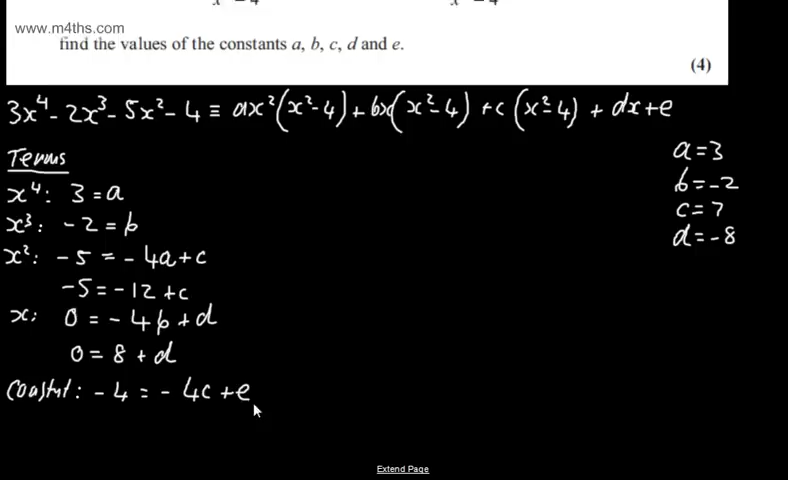 www.m4ths.com
find the values of the constants a, b, c, d and e.
(4)
3x⁴ - 2x³ - 5x² - 4 ≡ ax²(x²-4) + bx(x²-4) + c(x²-4) + dx + e
Terms
x⁴: 3 = a
x³: -2 = b
x²: -5 = -4a + c
-5 = -12 + c
x: 0 = -4b + d
0 = 8 + d
Constnt: -4 = -4c + e
a = 3
b = -2
c = 7
d = -8
Extend Page